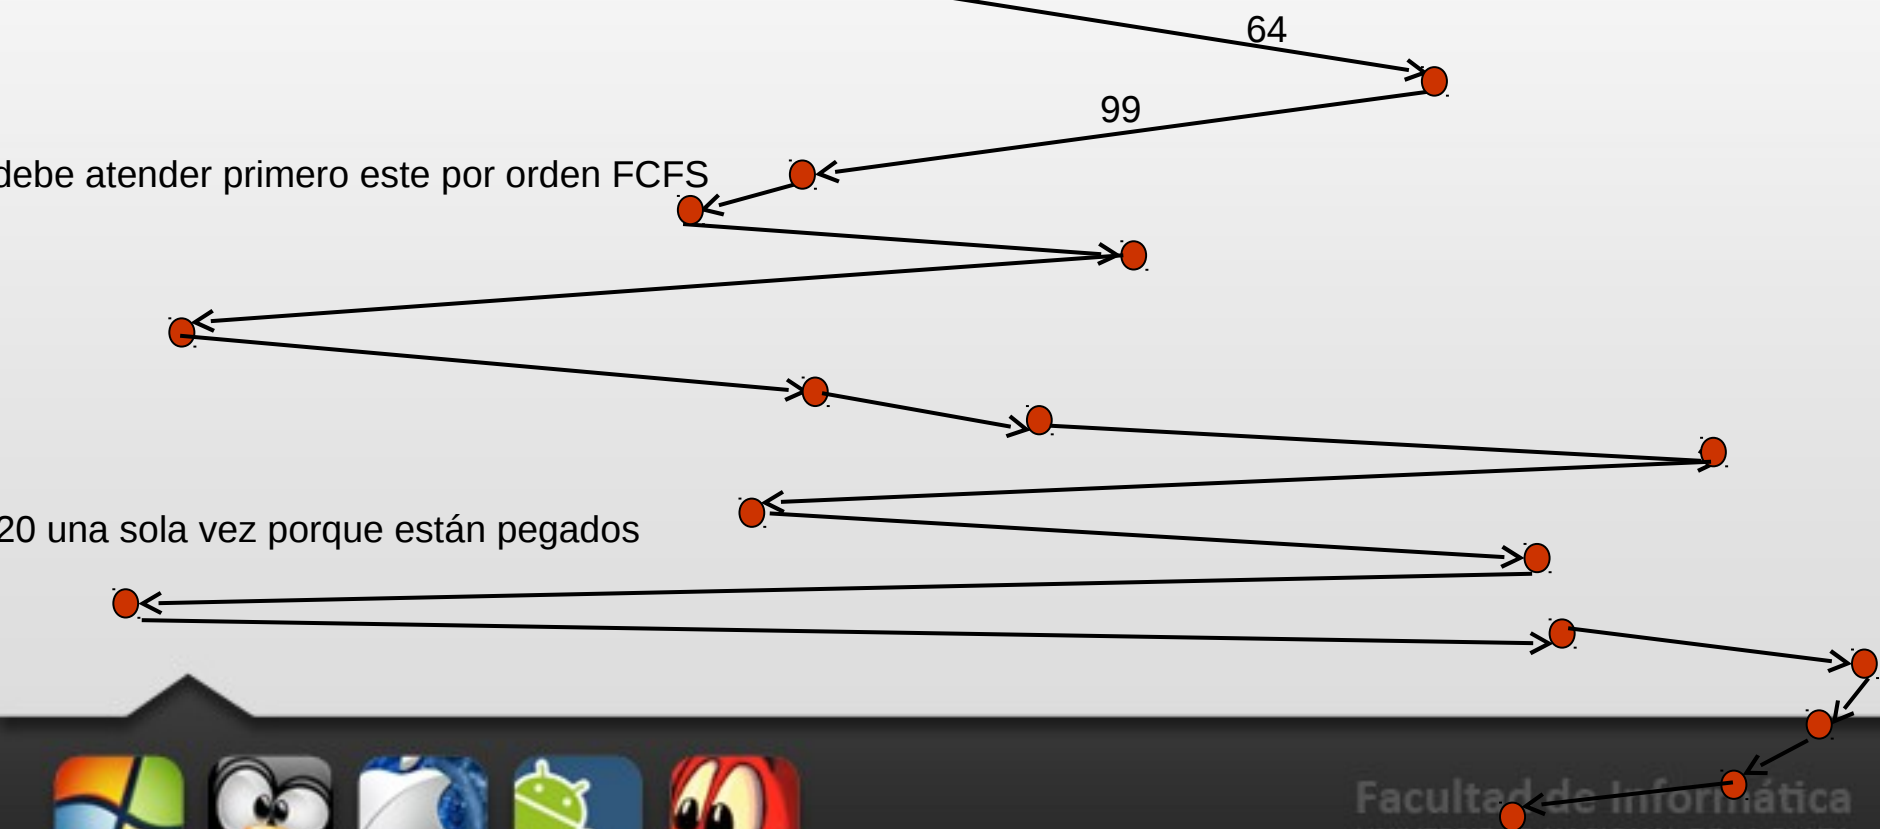 64
99
debe atender primero este por orden FCFS
20 una sola vez porque están pegados
Facultad de Informática